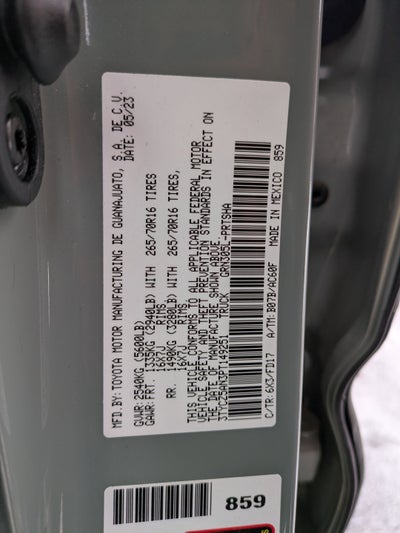 MFD.BY:TOYOTA MOTOR MANUFACTURING DE GUANAJUATO, S.A. DE C.V.
DATE: 05/23
GVWR:2540KG(5600LB)
GAWR:FRT. 1335KG(2940LB) WITH 265/70R16 TIRES,
16X7J RIMS,
RR. 1490KG(3280LB) WITH 265/70R16 TIRES,
16X7J RIMS,
THIS VEHICLE CONFORMS TO ALL APPLICABLE FEDERAL MOTOR
VEHICLE SAFETY AND THEFT PREVENTION STANDARDS IN EFFECT ON
THE DATE OF MANUFACTURE SHOWN ABOVE.
TRUCK GRN305L-PRTSHA
C/TR:6X3/FD17 A/TM:B07B/AC60F MADE IN MEXICO 859
859